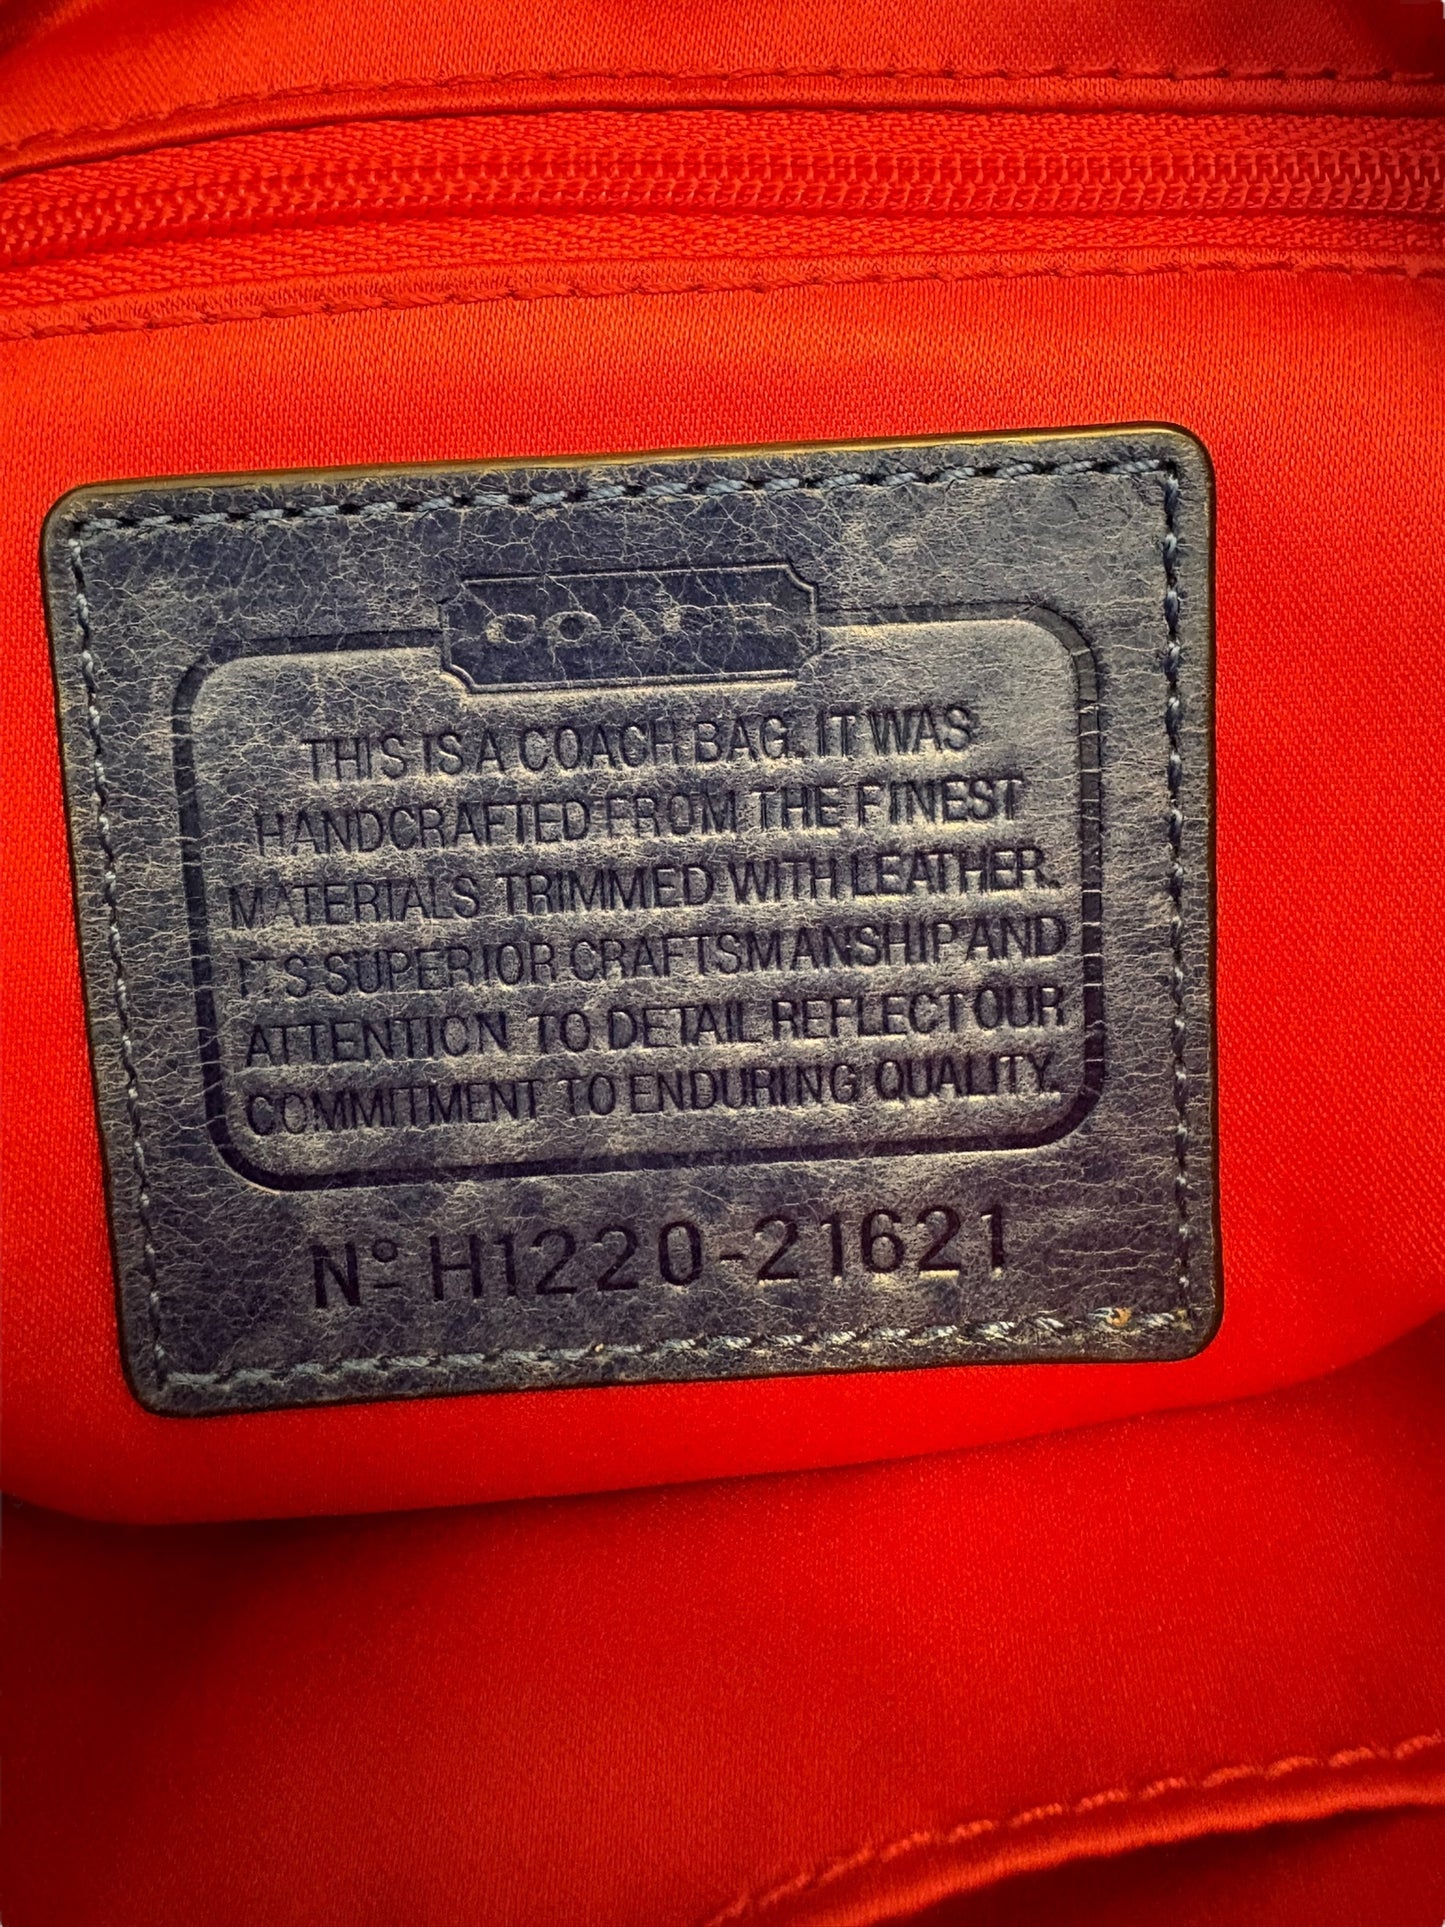 COACH
THIS IS A COACH BAG. IT WAS
HANDCRAFTED FROM THE FINEST
MATERIALS TRIMMED WITH LEATHER.
ITS SUPERIOR CRAFTSMANSHIP AND
ATTENTION TO DETAIL REFLECT OUR
COMMITMENT TO ENDURING QUALITY.
Nº H1220-21621